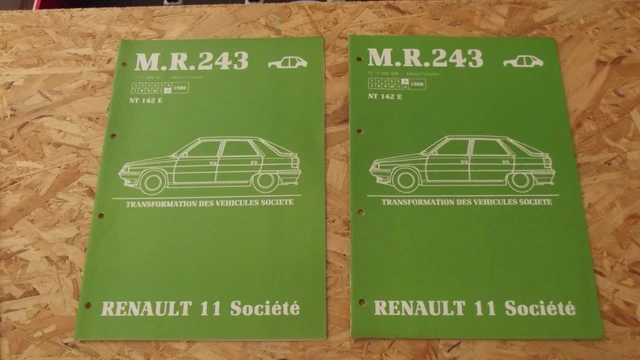 M.R.243
1988
NT 142 E
TRANSFORMATION DES VEHICULES SOCIETE
RENAULT 11 Société
M.R.243
1988
NT 142 E
TRANSFORMATION DES VEHICULES SOCIETE
RENAULT 11 Société